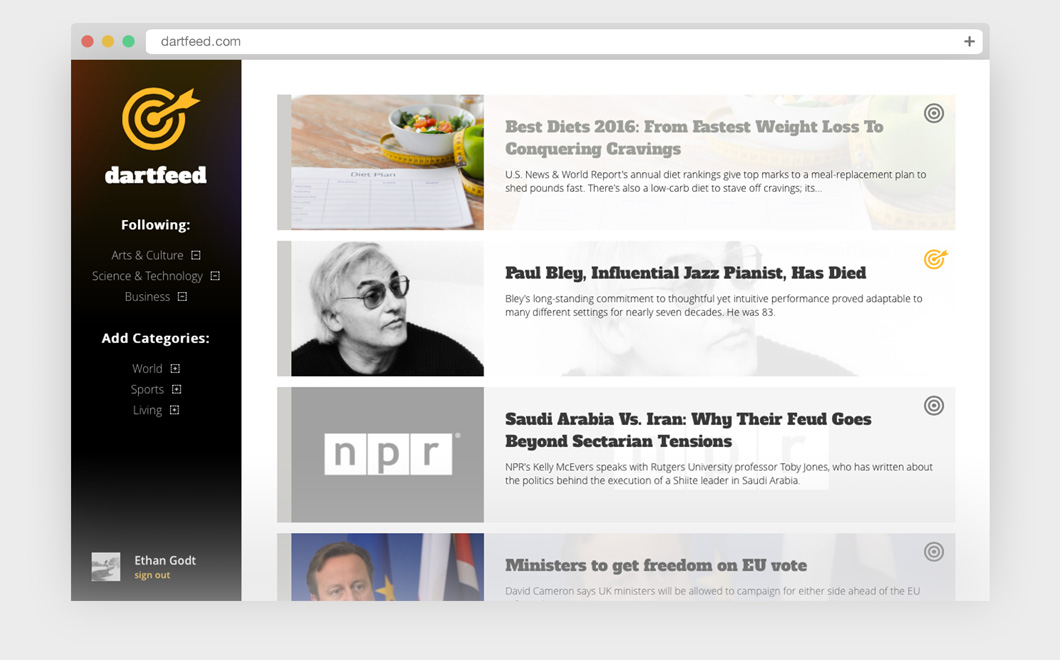 dartfeed.com
dartfeed
Following:
Arts & Culture
Science & Technology
Business
Add Categories:
World
Sports
Living
Ethan Godt
sign out
Diet Plan
Best Diets 2016: From Fastest Weight Loss To
Conquering Cravings
U.S. News & World Report's annual diet rankings give top marks to a meal-replacement plan to
shed pounds fast. There's also a low-carb diet to stave off cravings; its...
Paul Bley, Influential Jazz Pianist, Has Died
Bley's long-standing commitment to thoughtful yet intuitive performance proved adaptable to
many different settings for nearly seven decades. He was 83.
npr
Saudi Arabia Vs. Iran: Why Their Feud Goes
Beyond Sectarian Tensions
NPR's Kelly McEvers speaks with Rutgers University professor Toby Jones, who has written about
the politics behind the execution of a Shiite leader in Saudi Arabia.
Ministers to get freedom on EU vote
David Cameron says UK ministers will be allowed to campaign for either side ahead of the EU